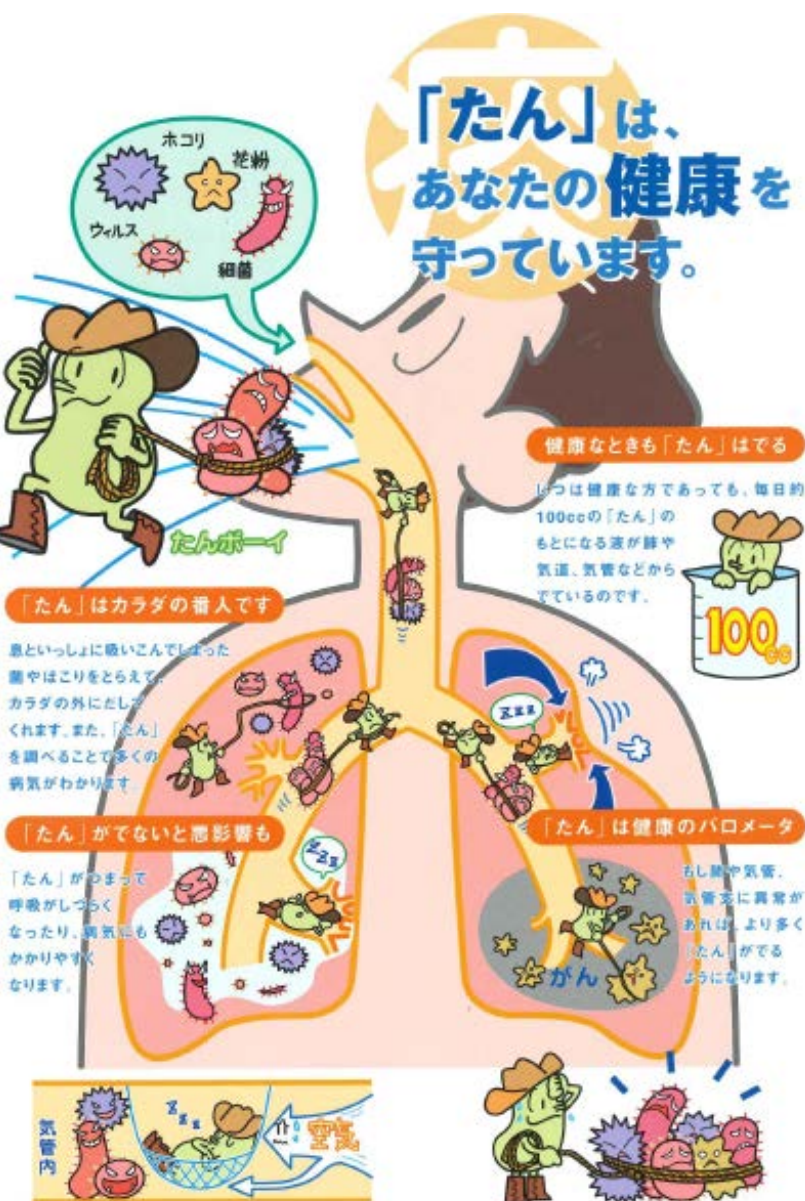 「たん」は、
あなたの健康を
守っています。
ホコリ
花粉
ウィルス
細菌
たんボーイ
健康なときも「たん」はでる
じつは健康な方であっても、毎日約
100ccの「たん」の
もとになる液が肺や
気道、気管などから
でているのです。
100cc
「たん」はカラダの番人です
息といっしょに吸いこんでしまった
菌やほこりをとらえて、
カラダの外にだして
くれます。また、「たん」
を調べることで多くの
病気がわかります。
zzz
「たん」がでないと悪影響も
「たん」がつまって
呼吸がしづらく
なったり、病気にも
かかりやすく
なります。
zzz
「たん」は健康のバロメータ
もし肺や気管、
気管支に異常が
あれば、より多く
「たん」がでる
ようになります。
がん
気管内
zzz
空気